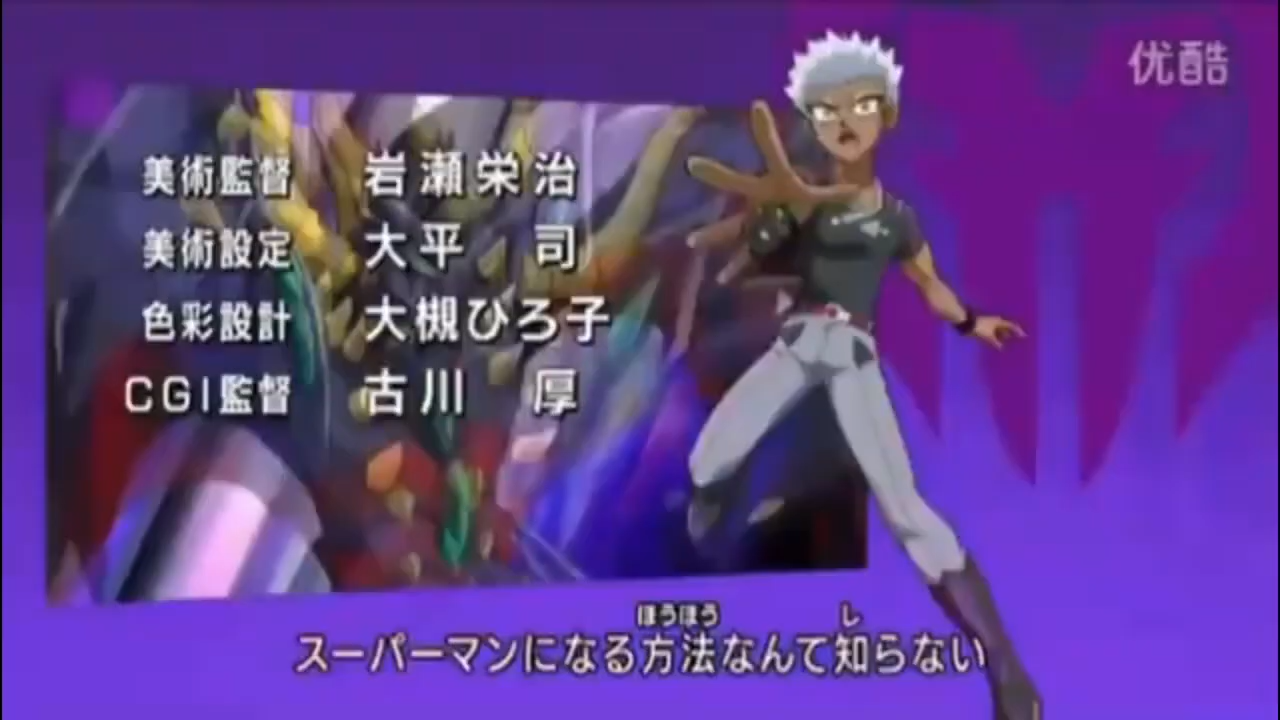 优酷
美術監督 岩瀬栄治
美術設定 大平 司
色彩設計 大槻ひろ子
CGI監督 古川 厚
ほうほう し
スーパーマンになる方法なんて知らない